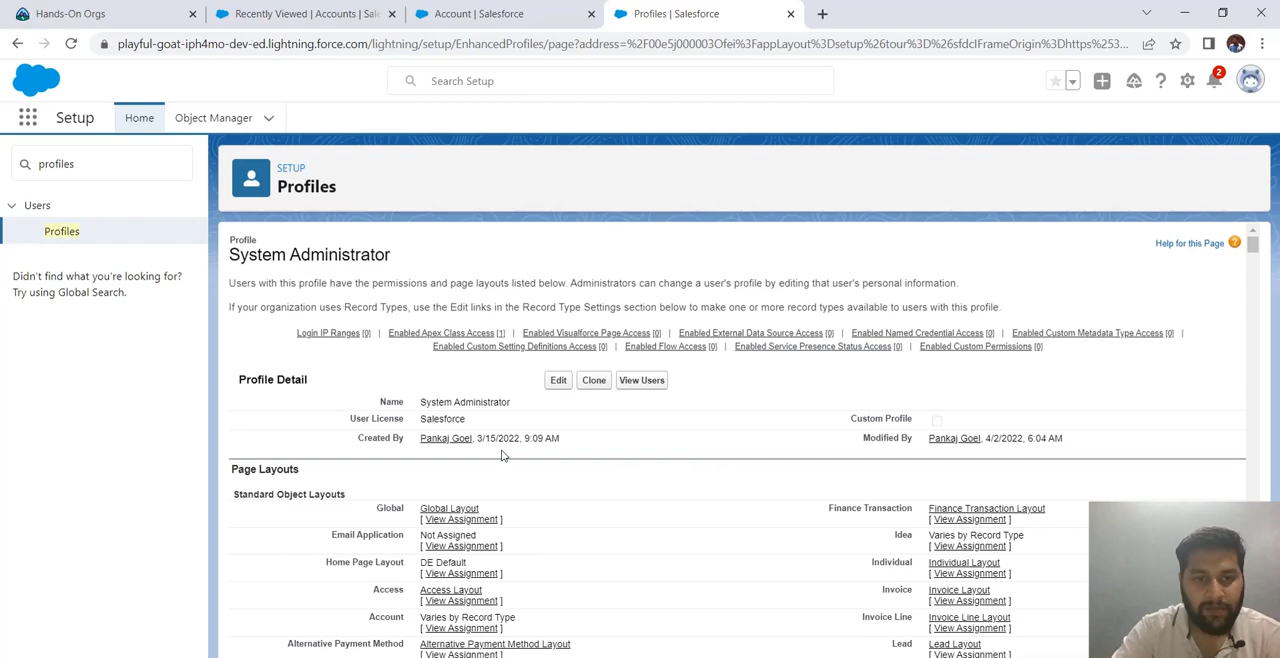 Hands-On Orgs
Recently Viewed | Accounts | Sale
Account | Salesforce
Profiles | Salesforce
playful-goat-iph4mo-dev-ed.lightning.force.com/lightning/setup/EnhancedProfiles/page?address=%2F00e5j000003Ofei%3FappLayout%3Dsetup%26tour%3D%26sfdcIFrameOrigin%3Dhttps%253...
Search Setup
2
Setup
Home
Object Manager
profiles
Users
Profiles
Didn't find what you're looking for?
Try using Global Search.
SETUP
Profiles
Profile
System Administrator
Help for this Page
Users with this profile have the permissions and page layouts listed below. Administrators can change a user's profile by editing that user's personal information.
If your organization uses Record Types, use the Edit links in the Record Type Settings section below to make one or more record types available to users with this profile.
Login IP Ranges [0] | Enabled Apex Class Access [1] | Enabled Visualforce Page Access [0] | Enabled External Data Source Access [0] | Enabled Named Credential Access [0] | Enabled Custom Metadata Type Access [0] |
Enabled Custom Setting Definitions Access [0] | Enabled Flow Access [0] | Enabled Service Presence Status Access [0] | Enabled Custom Permissions [0]
Profile Detail
Edit Clone View Users
Name System Administrator
User License Salesforce Custom Profile
Created By Pankaj Goel, 3/15/2022, 9:09 AM Modified By Pankaj Goel, 4/2/2022, 6:04 AM
Page Layouts
Standard Object Layouts
Global Global Layout Finance Transaction Finance Transaction Layout
[ View Assignment ] [ View Assignment ]
Email Application Not Assigned Idea Varies by Record Type
[ View Assignment ] [ View Assignment ]
Home Page Layout DE Default Individual Individual Layout
[ View Assignment ] [ View Assignment ]
Access Access Layout Invoice Invoice Layout
[ View Assignment ] [ View Assignment ]
Account Varies by Record Type Invoice Line Invoice Line Layout
[ View Assignment ] [ View Assignment ]
Alternative Payment Method Alternative Payment Method Layout Lead Lead Layout
[ View Assignment ] [ View Assignment ]